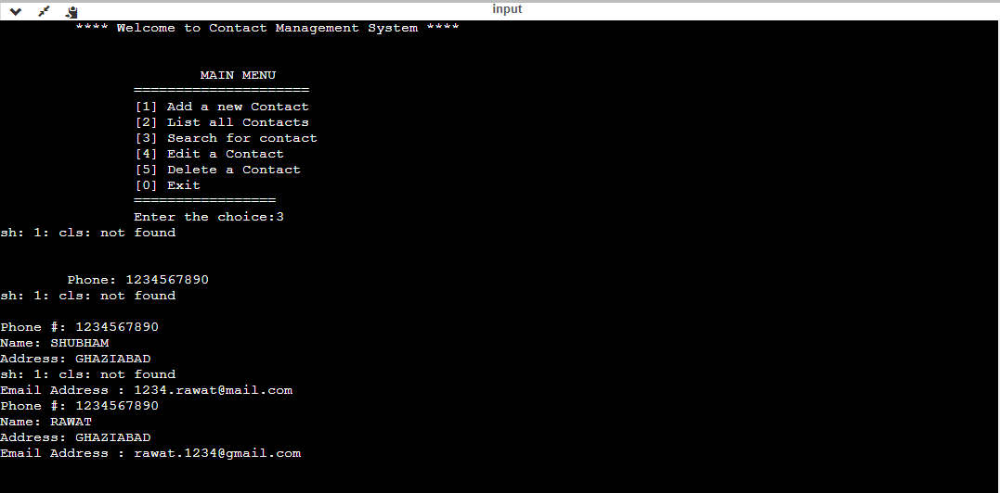 input
**** Welcome to Contact Management System ****
MAIN MENU
=====================
[1] Add a new Contact
[2] List all Contacts
[3] Search for contact
[4] Edit a Contact
[5] Delete a Contact
[0] Exit
=================
Enter the choice:3
sh: 1: cls: not found
Phone: 1234567890
sh: 1: cls: not found
Phone #: 1234567890
Name: SHUBHAM
Address: GHAZIABAD
sh: 1: cls: not found
Email Address : 1234.rawat@mail.com
Phone #: 1234567890
Name: RAWAT
Address: GHAZIABAD
Email Address : rawat.1234@gmail.com